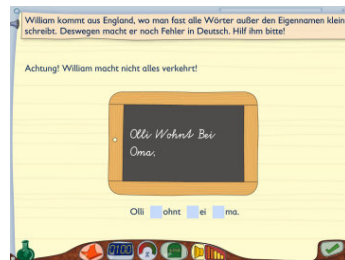 William kommt aus England, wo man fast alle Wörter außer den Eigennamen klein
schreibt. Deswegen macht er noch Fehler in Deutsch. Hilf ihm bitte!
Achtung! William macht nicht alles verkehrt!
Olli Wohnt Bei
Oma.
Olli ohnt ei ma.